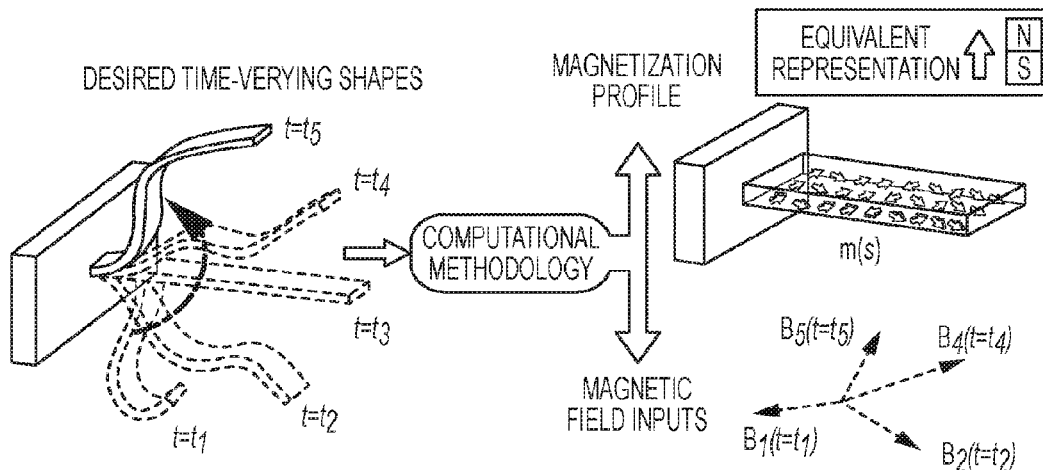 DESIRED TIME-VERYING SHAPES
t=t5
t=t4
t=t3
t=t2
t=t1
COMPUTATIONAL
METHODOLOGY
MAGNETIZATION
PROFILE
MAGNETIC
FIELD INPUTS
EQUIVALENT
REPRESENTATION
N
S
m(s)
B5(t=t5)
B4(t=t4)
B1(t=t1)
B2(t=t2)